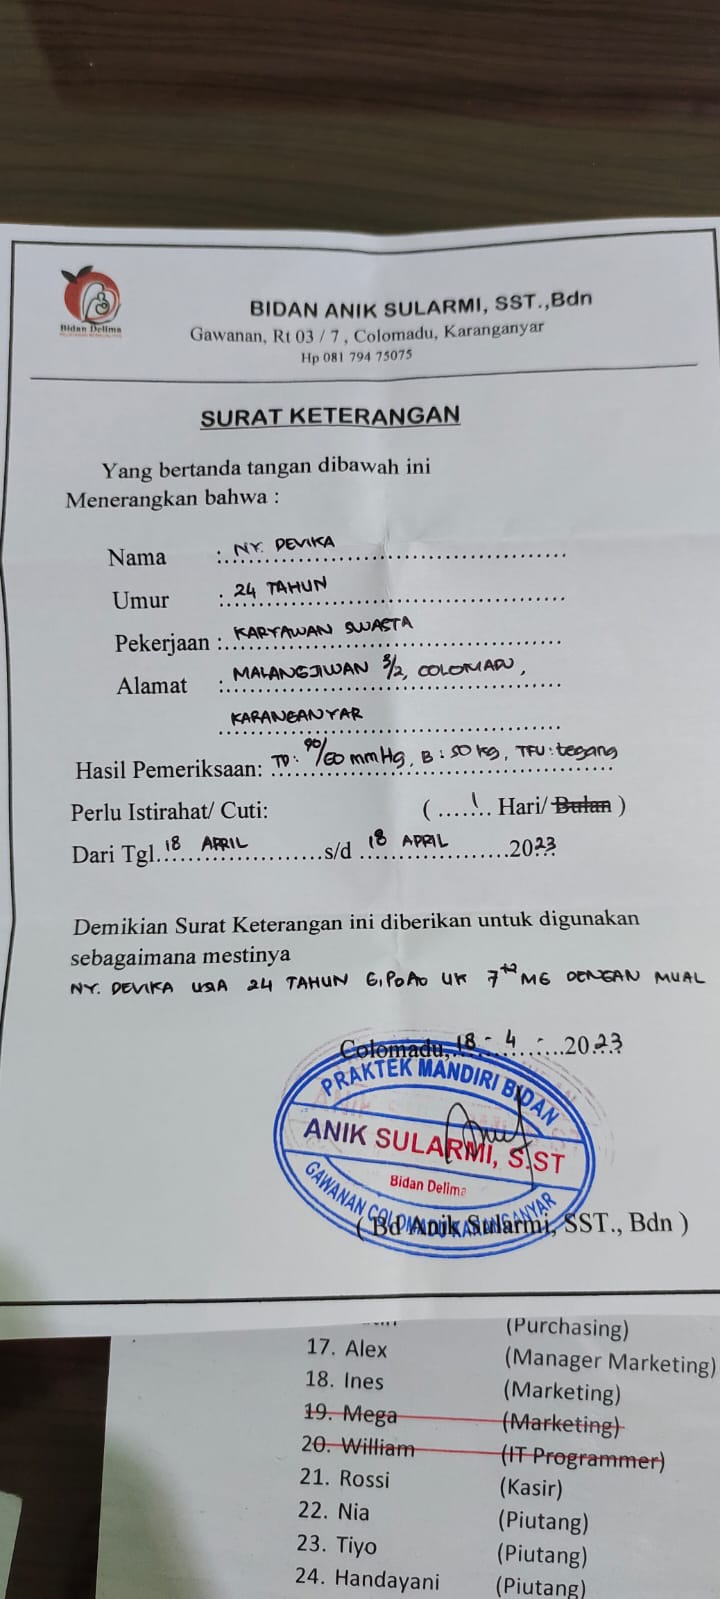 Bidan Delima
BIDAN ANIK SULARMI, SST.,Bdn
Gawanan, Rt 03 / 7 , Colomadu, Karanganyar
Hp 081 794 75075
SURAT KETERANGAN
Yang bertanda tangan dibawah ini
Menerangkan bahwa :
Nama : NY. DEVIKA
Umur : 24 TAHUN
Pekerjaan : KARYAWAN SWASTA
Alamat : MALANGJIWAN 3/2, COLOMADU,
KARANGANYAR
Hasil Pemeriksaan: TD: 90/60 mmHg, B : 50 kg, TFU : tegang
Perlu Istirahat/ Cuti: (.......1.. Hari/ Bulan )
Dari Tgl. 18 APRIL s/d 18 APRIL 2023
Demikian Surat Keterangan ini diberikan untuk digunakan
sebagaimana mestinya
NY. DEVIKA USIA 24 TAHUN G1P0A0 UK 7 MG DENGAN MUAL
Colomadu, 18 - 4 - 2023
PRAKTEK MANDIRI BIDAN
ANIK SULARMI, S.ST
Bidan Delima
GAWANAN COLOMADU KARANGANYAR
( Bd Anik Sularmi, SST., Bdn )
(Purchasing)
17. Alex (Manager Marketing)
18. Ines (Marketing)
19. Mega (Marketing)
20. William (IT Programmer)
21. Rossi (Kasir)
22. Nia (Piutang)
23. Tiyo (Piutang)
24. Handayani (Piutang)